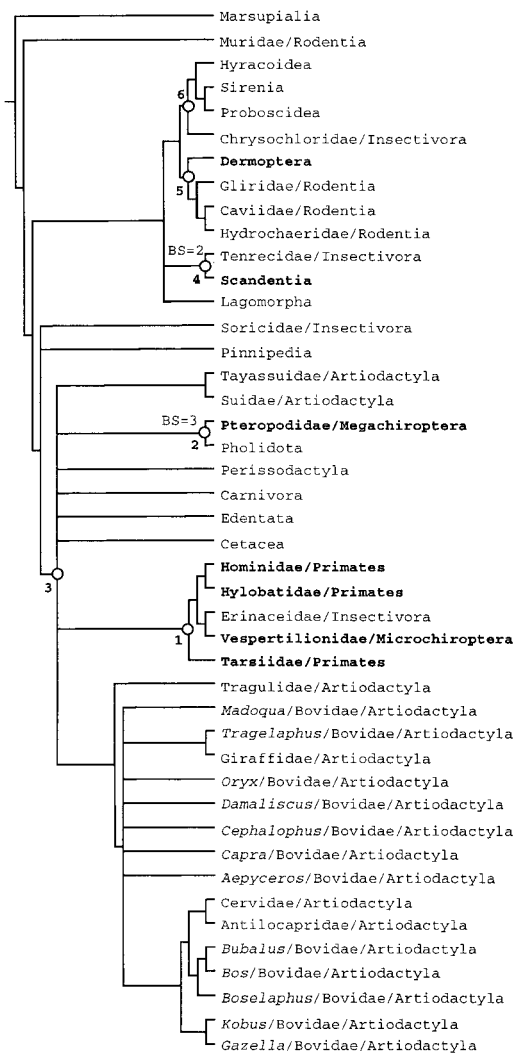 Marsupialia
Muridae/Rodentia
Hyracoidea
6
Sirenia
Proboscidea
Chrysochloridae/Insectivora
Dermoptera
5
Gliridae/Rodentia
Caviidae/Rodentia
Hydrochaeridae/Rodentia
BS=2
Tenrecidae/Insectivora
4
Scandentia
Lagomorpha
Soricidae/Insectivora
Pinnipedia
Tayassuidae/Artiodactyla
Suidae/Artiodactyla
BS=3
Pteropodidae/Megachiroptera
2
Pholidota
Perissodactyla
Carnivora
Edentata
Cetacea
Hominidae/Primates
3
Hylobatidae/Primates
Erinaceidae/Insectivora
1
Vespertilionidae/Microchiroptera
Tarsiidae/Primates
Tragulidae/Artiodactyla
Madoqua/Bovidae/Artiodactyla
Tragelaphus/Bovidae/Artiodactyla
Giraffidae/Artiodactyla
Oryx/Bovidae/Artiodactyla
Damaliscus/Bovidae/Artiodactyla
Cephalophus/Bovidae/Artiodactyla
Capra/Bovidae/Artiodactyla
Aepyceros/Bovidae/Artiodactyla
Cervidae/Artiodactyla
Antilocapridae/Artiodactyla
Bubalus/Bovidae/Artiodactyla
Bos/Bovidae/Artiodactyla
Boselaphus/Bovidae/Artiodactyla
Kobus/Bovidae/Artiodactyla
Gazella/Bovidae/Artiodactyla